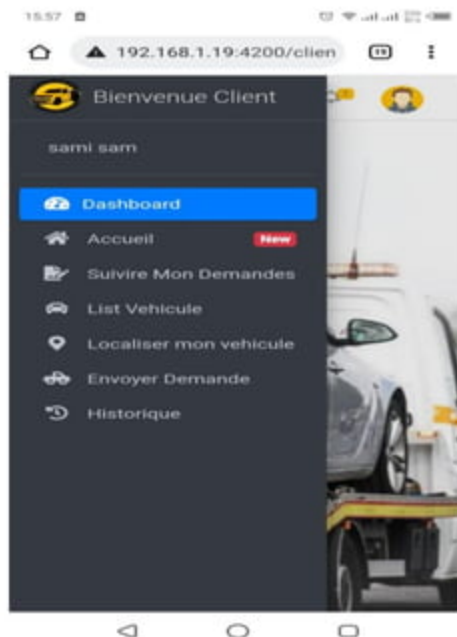 15:57
192.168.1.19:4200/clien
19
Bienvenue Client
sami sam
Dashboard
Accueil New
Suivire Mon Demandes
List Vehicule
Localiser mon vehicule
Envoyer Demande
Historique